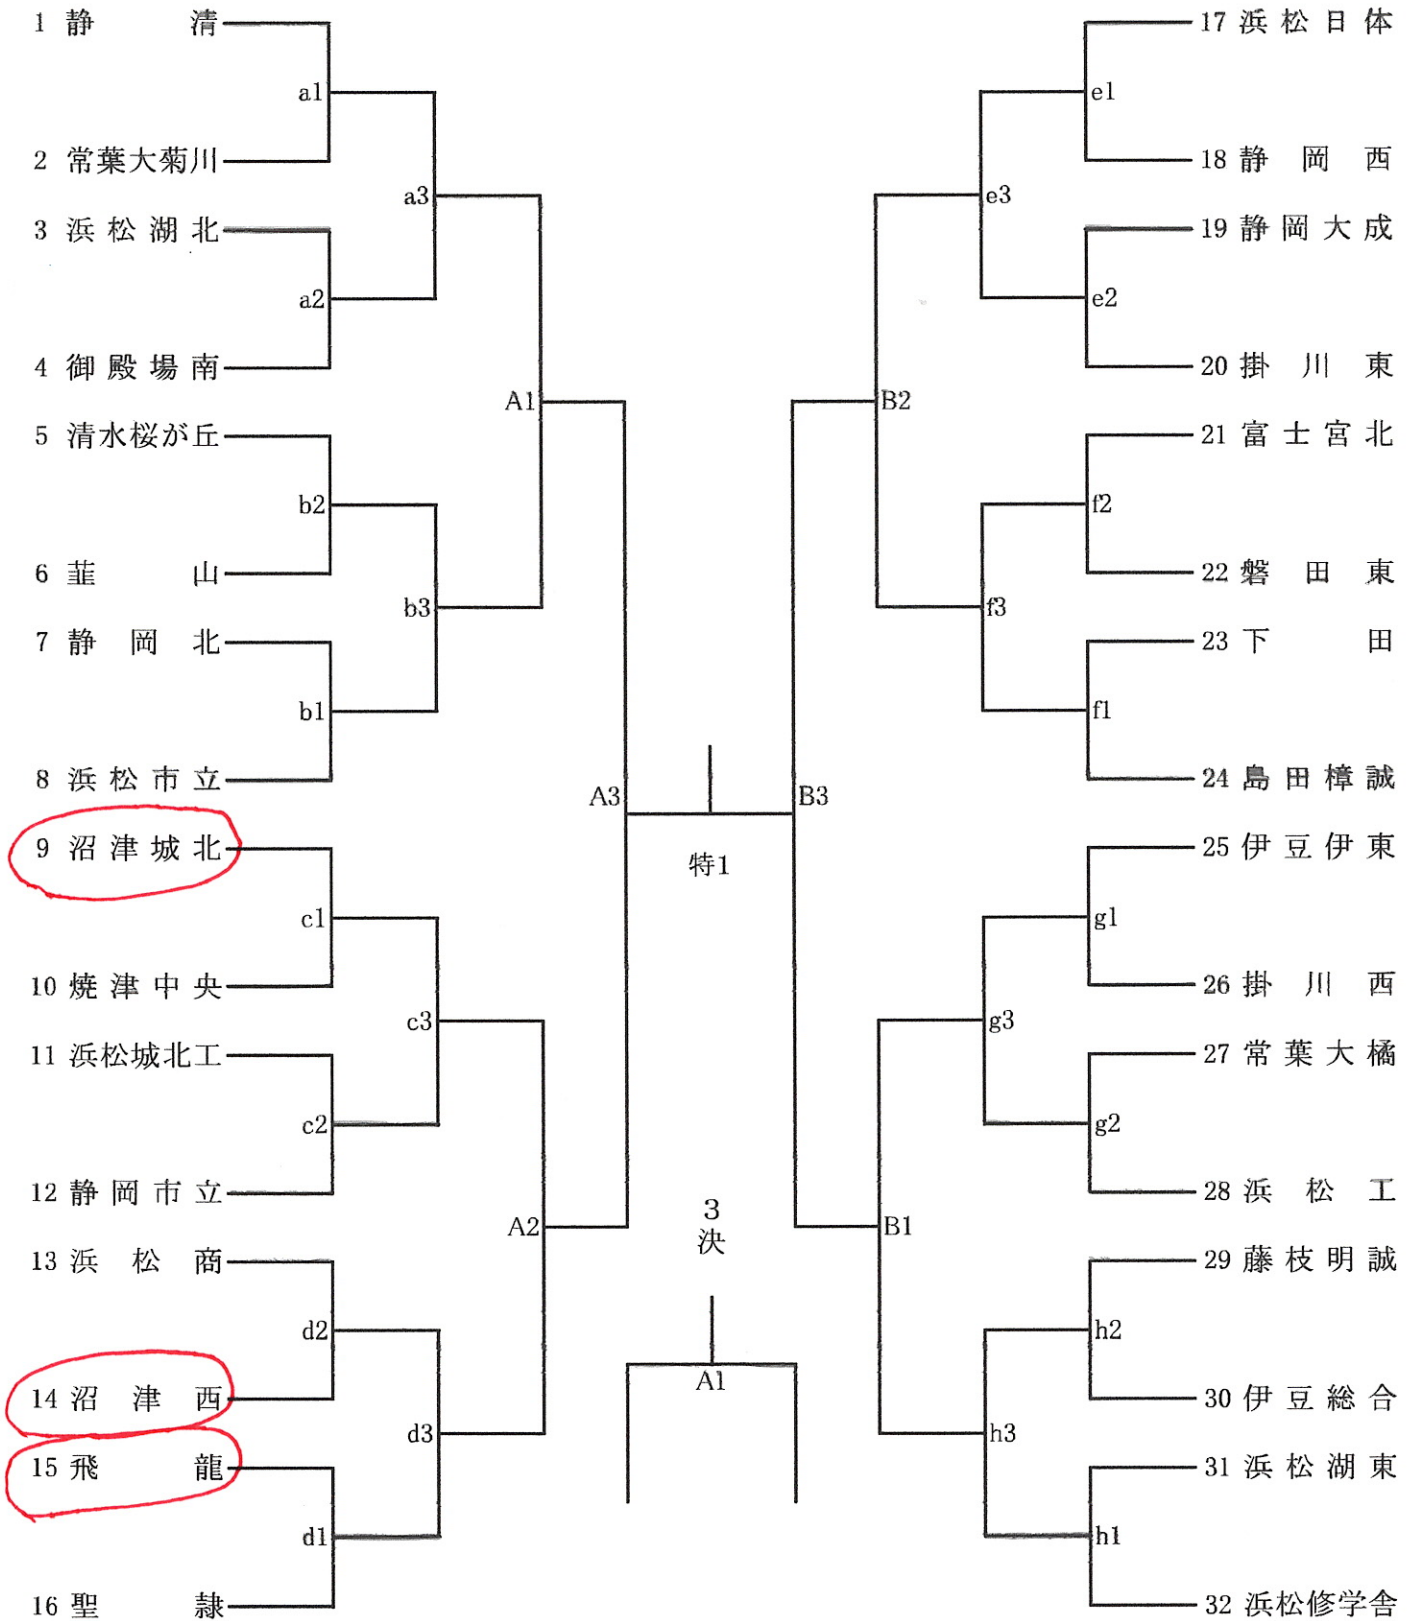 1 静清
a1
2 常葉大菊川
a3
3 浜松湖北
a2
4 御殿場南
A1
5 清水桜が丘
b2
6 韮山
b3
7 静岡北
b1
8 浜松市立
A3
9 沼津城北
c1
10 焼津中央
c3
11 浜松城北工
c2
12 静岡市立
A2
13 浜松商
d2
14 沼津西
d3
15 飛龍
d1
16 聖隷
特1
3
決
A1
17 浜松日体
e1
18 静岡西
e3
19 静岡大成
e2
20 掛川東
B2
21 富士宮北
f2
22 磐田東
f3
23 下田
f1
24 島田樟誠
B3
25 伊豆伊東
g1
26 掛川西
g3
27 常葉大橘
g2
28 浜松工
B1
29 藤枝明誠
h2
30 伊豆総合
h3
31 浜松湖東
h1
32 浜松修学舎